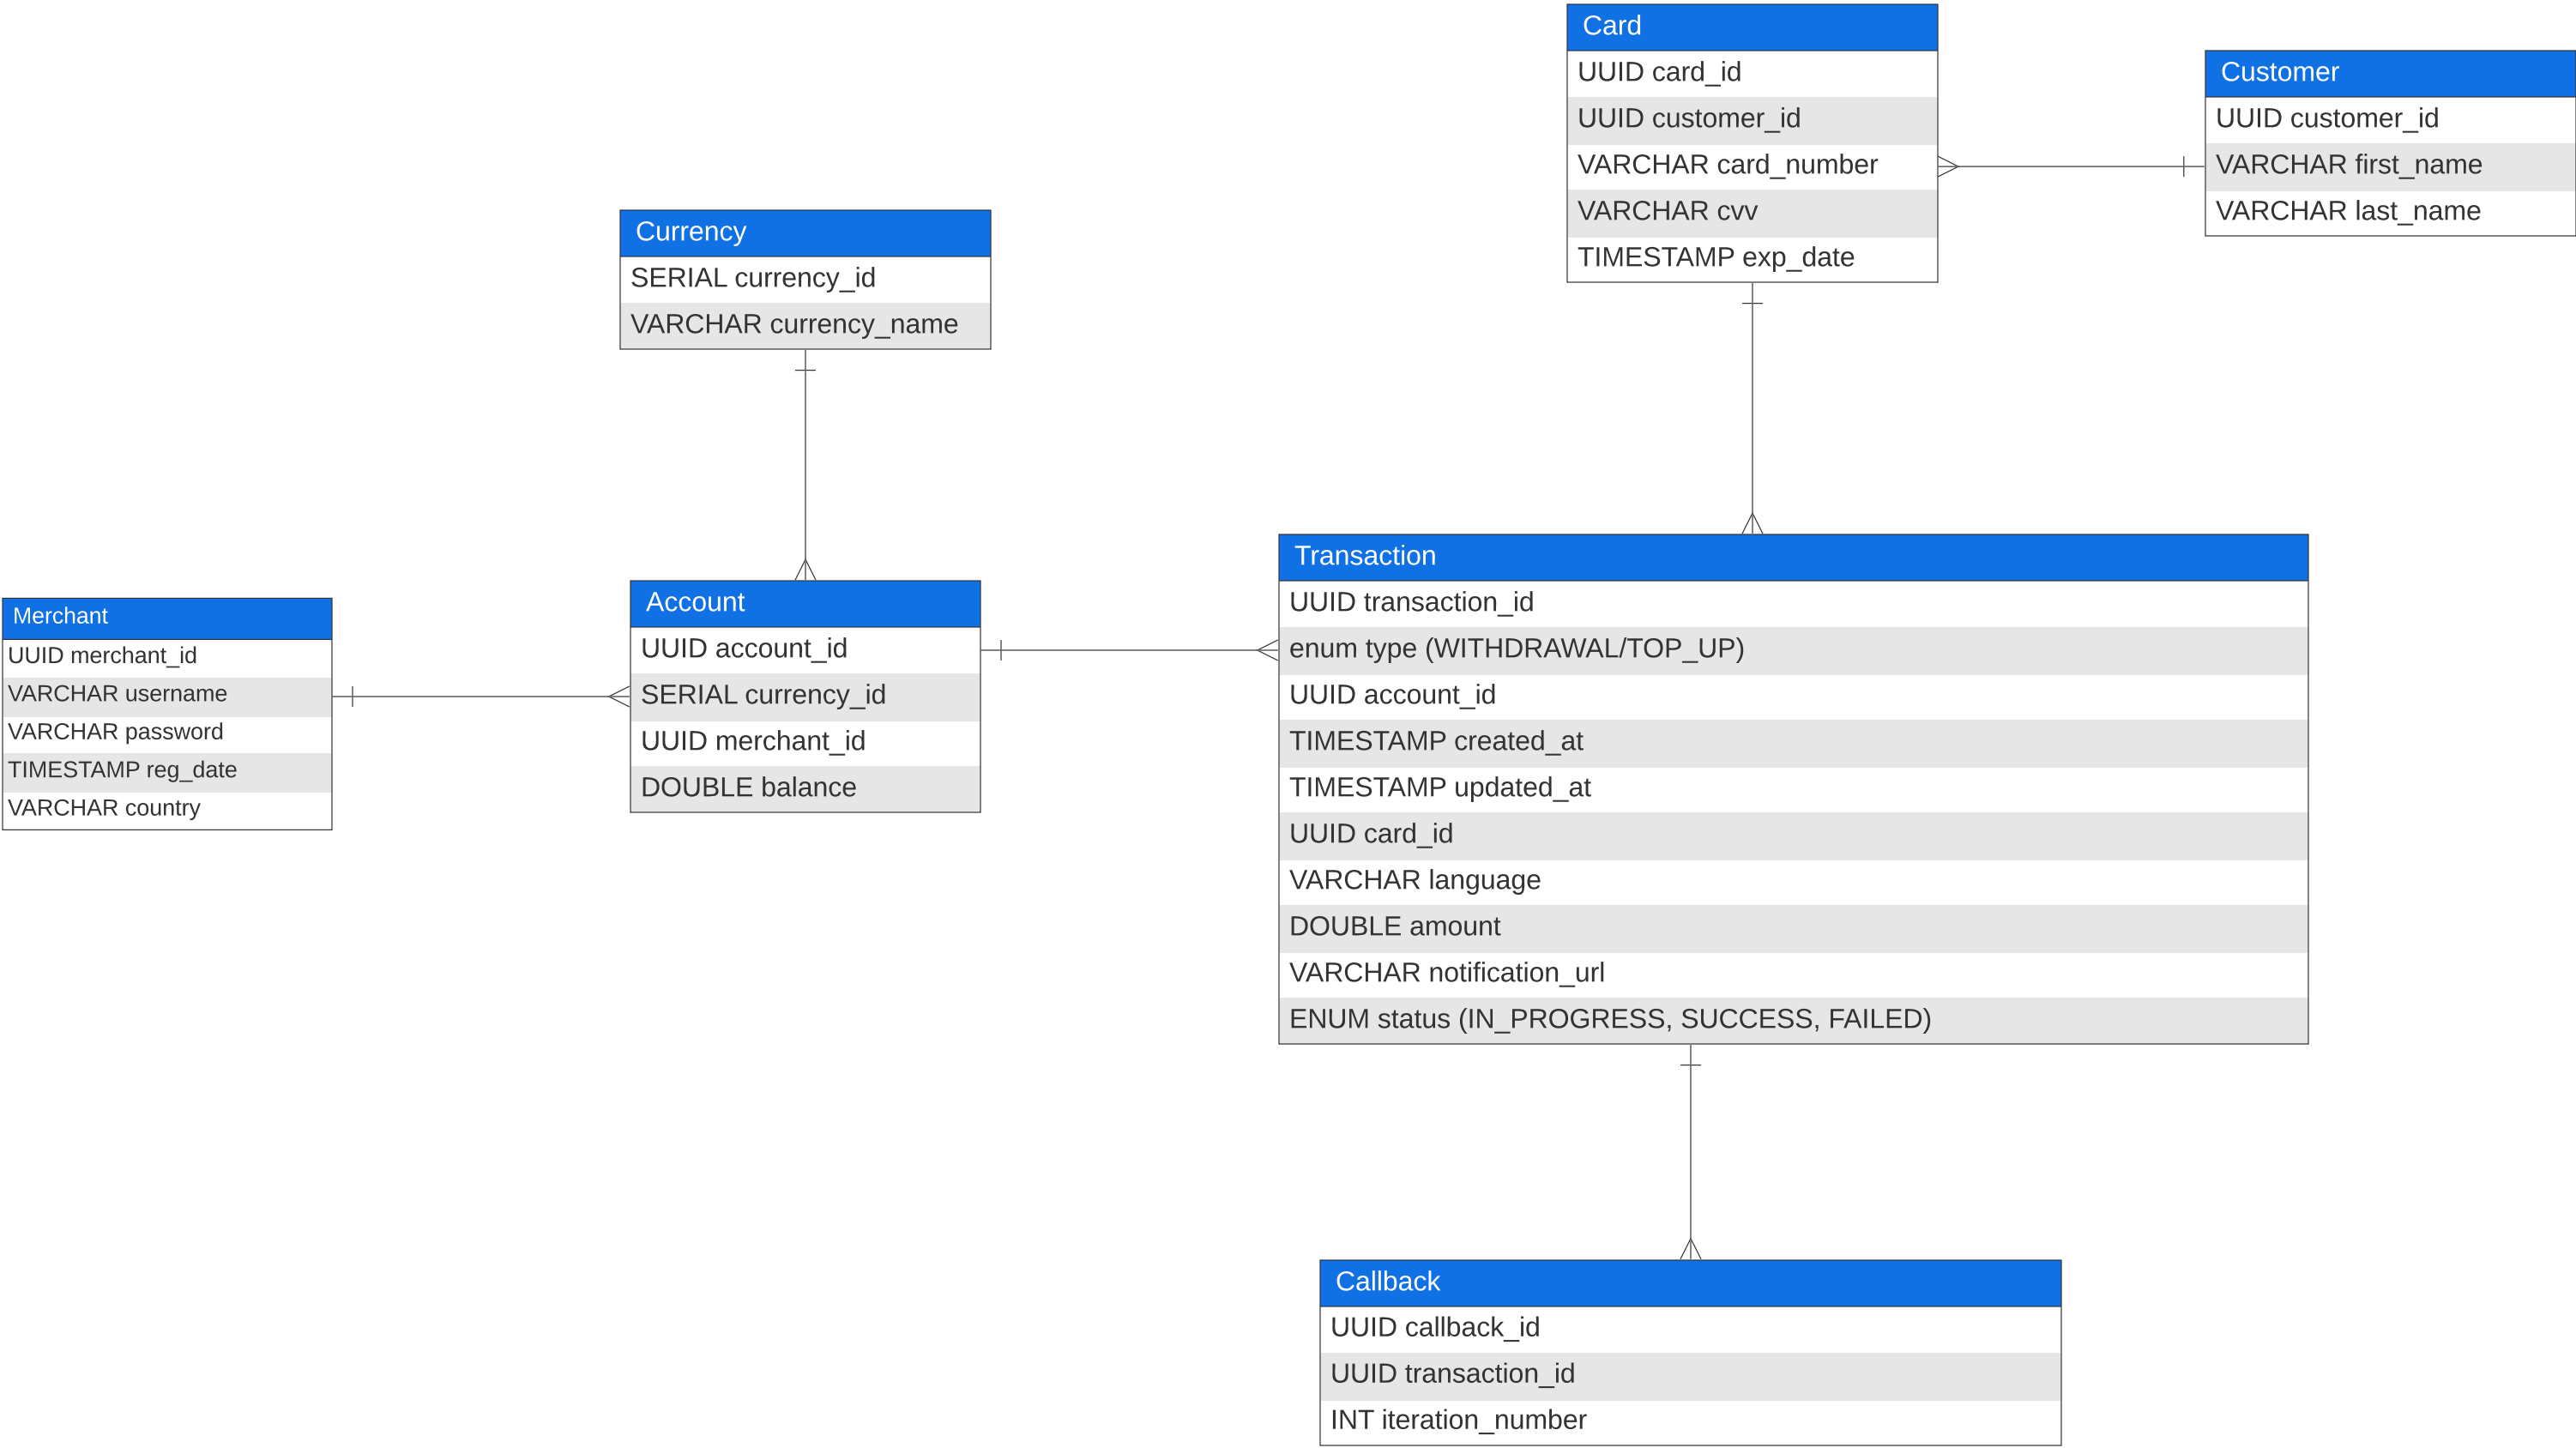 Card
UUID card_id
UUID customer_id
VARCHAR card_number
VARCHAR cvv
TIMESTAMP exp_date
Customer
UUID customer_id
VARCHAR first_name
VARCHAR last_name
Currency
SERIAL currency_id
VARCHAR currency_name
Merchant
UUID merchant_id
VARCHAR username
VARCHAR password
TIMESTAMP reg_date
VARCHAR country
Account
UUID account_id
SERIAL currency_id
UUID merchant_id
DOUBLE balance
Transaction
UUID transaction_id
enum type (WITHDRAWAL/TOP_UP)
UUID account_id
TIMESTAMP created_at
TIMESTAMP updated_at
UUID card_id
VARCHAR language
DOUBLE amount
VARCHAR notification_url
ENUM status (IN_PROGRESS, SUCCESS, FAILED)
Callback
UUID callback_id
UUID transaction_id
INT iteration_number